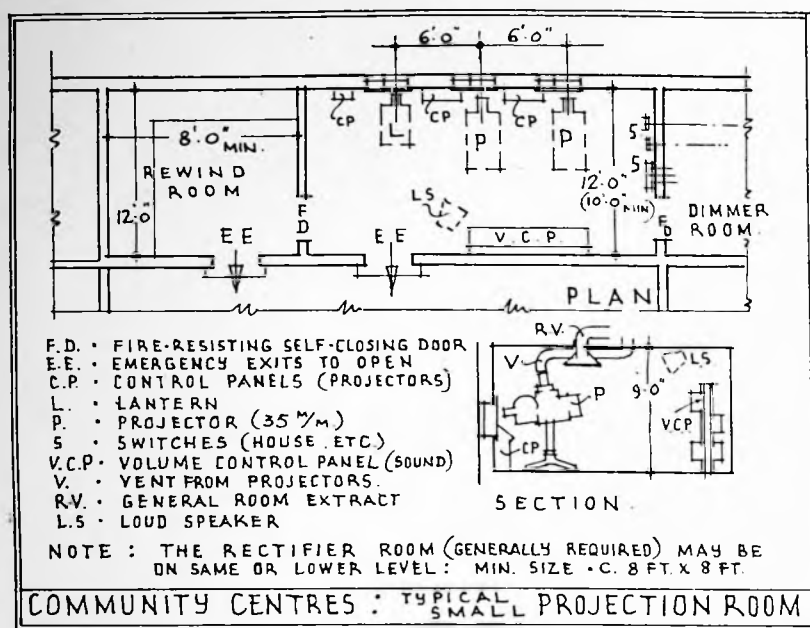 6'·0" 6'·0"
CP L CP P CP P
8'·0" MIN.
REWIND
ROOM
12'·0"
F
D
E E
E E
LS
V. C. P.
12'·0"
(10'·0" MIN)
S
S
F
D
DIMMER
ROOM.
PLAN
F.D. · FIRE-RESISTING SELF-CLOSING DOOR
E.E. · EMERGENCY EXITS TO OPEN
C.P. · CONTROL PANELS (PROJECTORS)
L. · LANTERN
P. · PROJECTOR (35 M/M.)
S · SWITCHES (HOUSE ETC.)
V.C.P· VOLUME CONTROL PANEL (SOUND)
V. · VENT FROM PROJECTORS.
R.V. · GENERAL ROOM EXTRACT
L.S · LOUD SPEAKER
R.V.
V
P
CP
9'·0"
LS
V.C.P.
SECTION
NOTE : THE RECTIFIER ROOM (GENERALLY REQUIRED) MAY BE
ON SAME OR LOWER LEVEL: MIN. SIZE · C. 8 FT. X 8 FT.
COMMUNITY CENTRES : TYPICAL SMALL PROJECTION ROOM